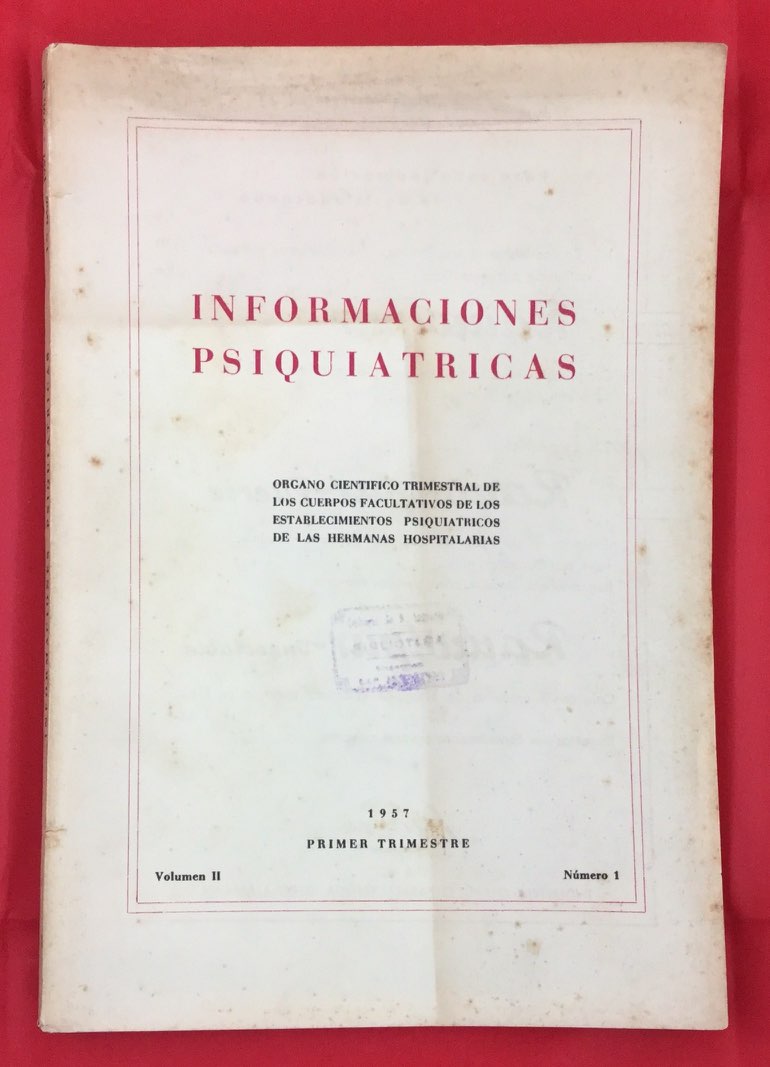 INFORMACIONES
PSIQUIATRICAS
ORGANO CIENTIFICO TRIMESTRAL DE
LOS CUERPOS FACULTATIVOS DE LOS
ESTABLECIMIENTOS PSIQUIATRICOS
DE LAS HERMANAS HOSPITALARIAS
1957
PRIMER TRIMESTRE
Volumen II
Número 1